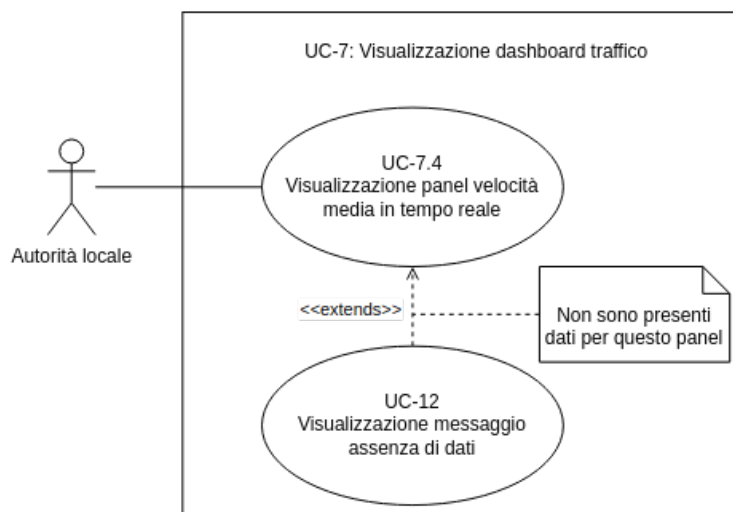 UC-7: Visualizzazione dashboard traffico
UC-7.4
Visualizzazione panel velocità
media in tempo reale
Autorità locale
<<extends>>
Non sono presenti
dati per questo panel
UC-12
Visualizzazione messaggio
assenza di dati